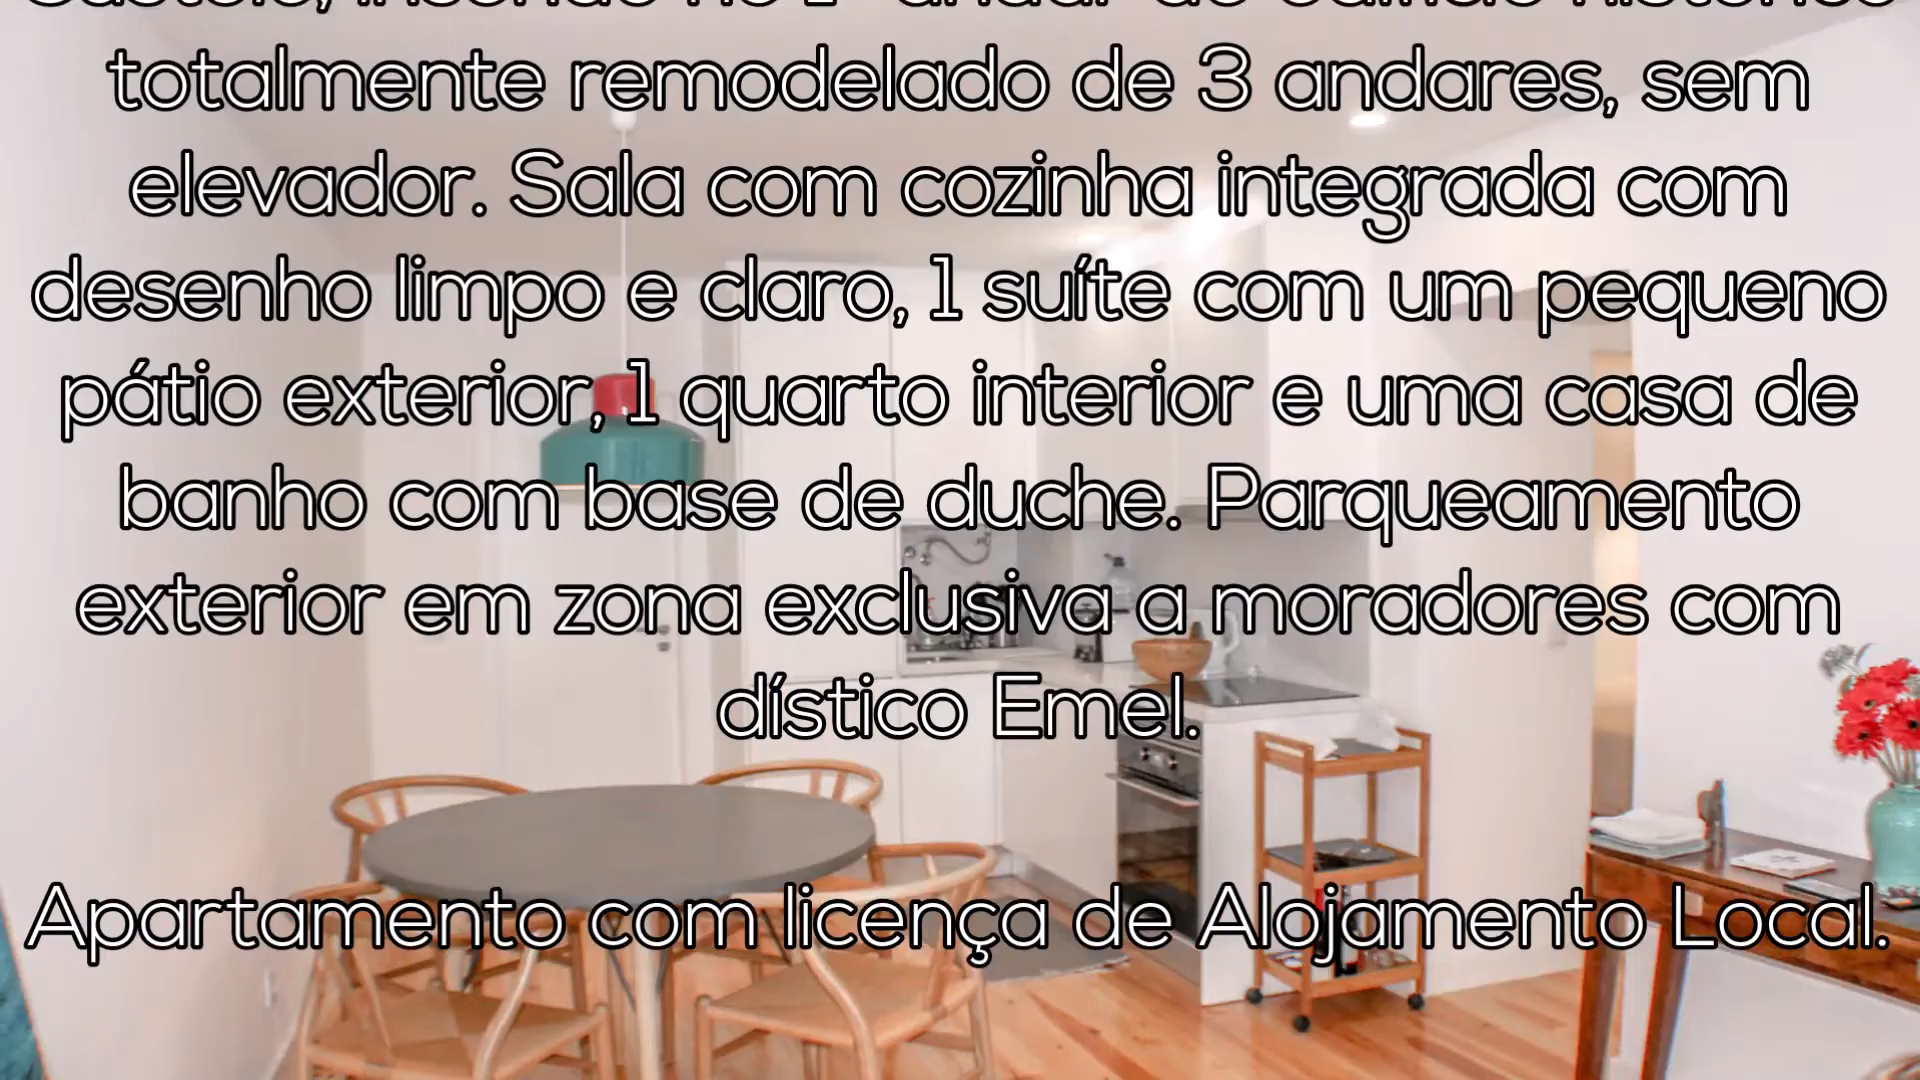 totalmente remodelado de 3 andares, sem
elevador. Sala com cozinha integrada com
desenho limpo e claro, 1 suíte com um pequeno
pátio exterior, 1 quarto interior e uma casa de
banho com base de duche. Parqueamento
exterior em zona exclusiva a moradores com
dístico Emel.
Apartamento com licença de Alojamento Local.